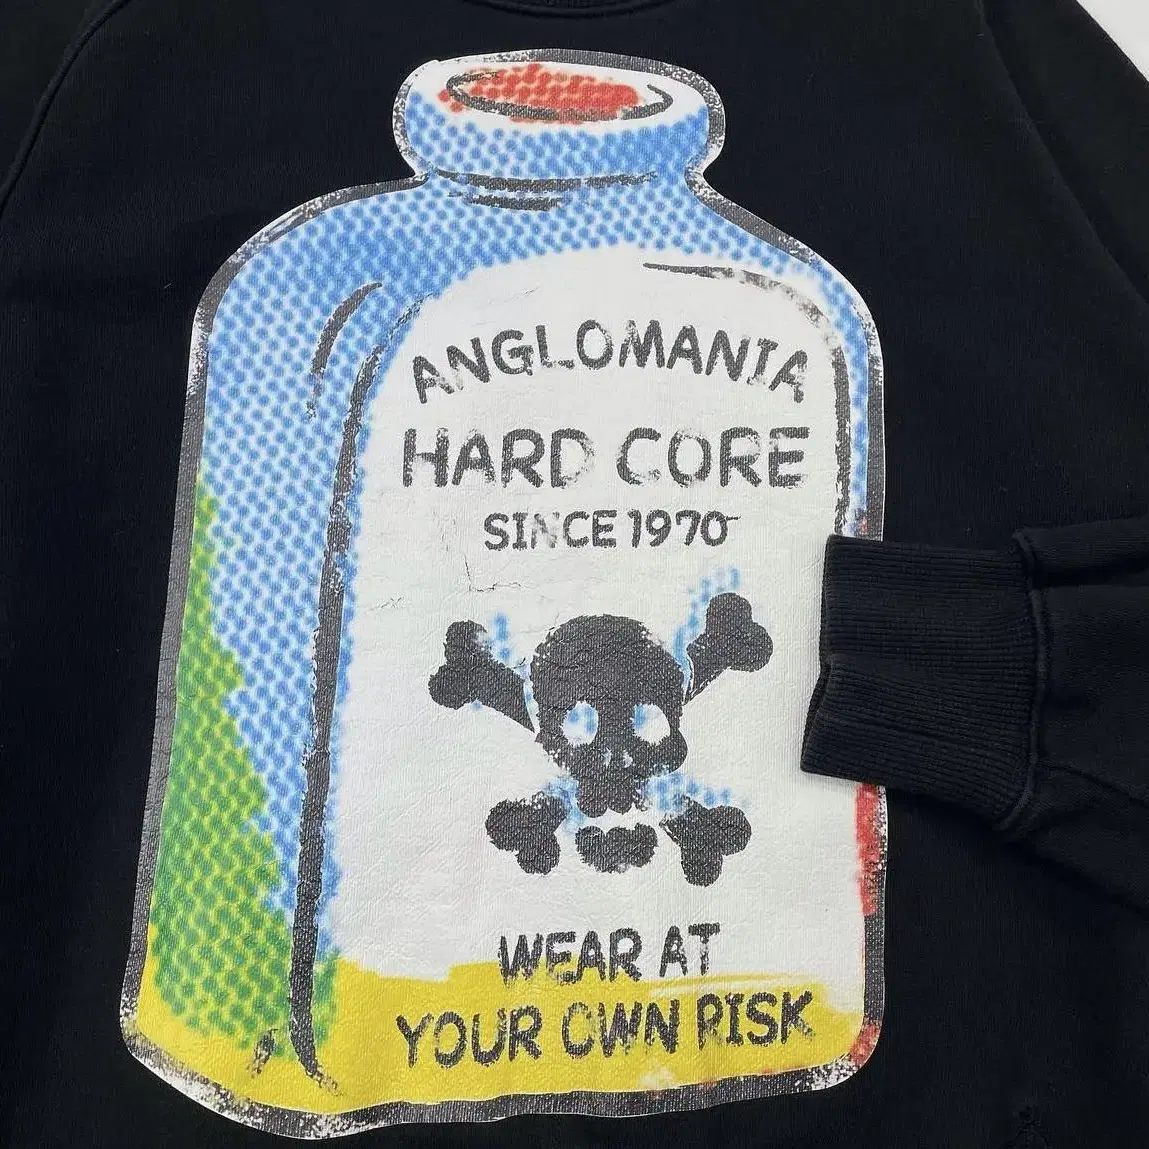 ANGLOMANIA
HARD CORE
SINCE 1970
WEAR AT
YOUR OWN RISK